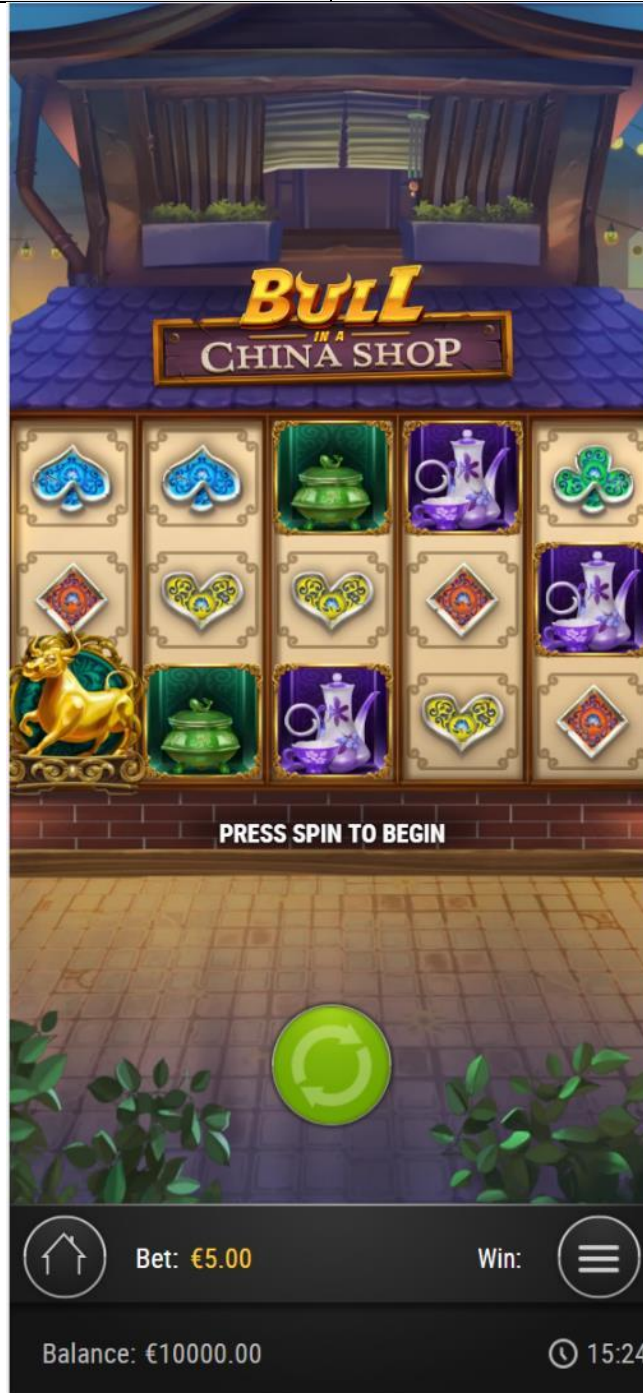 BULL
IN A
CHINA SHOP
PRESS SPIN TO BEGIN
Bet: €5.00
Win:
Balance: €10000.00
15:24